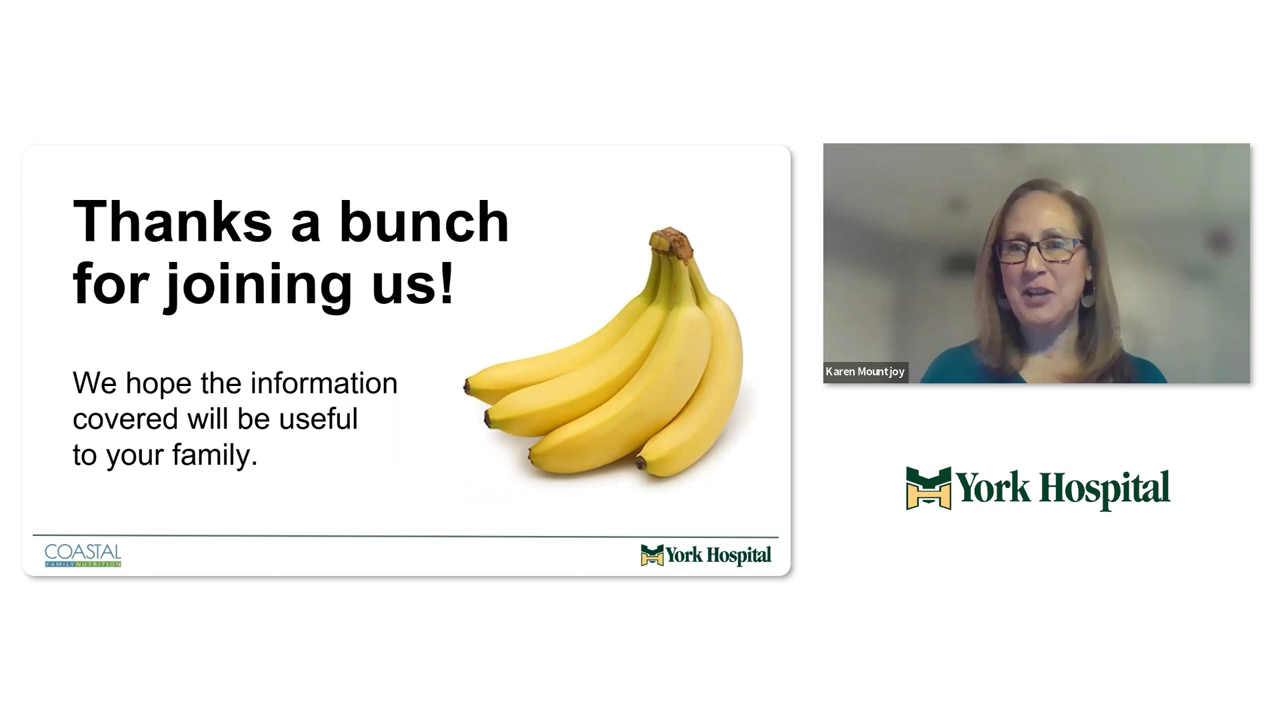 Thanks a bunch
for joining us!
We hope the information
covered will be useful
to your family.
COASTAL
FAMILY NUTRITION
York Hospital
Karen Mountjoy
York Hospital